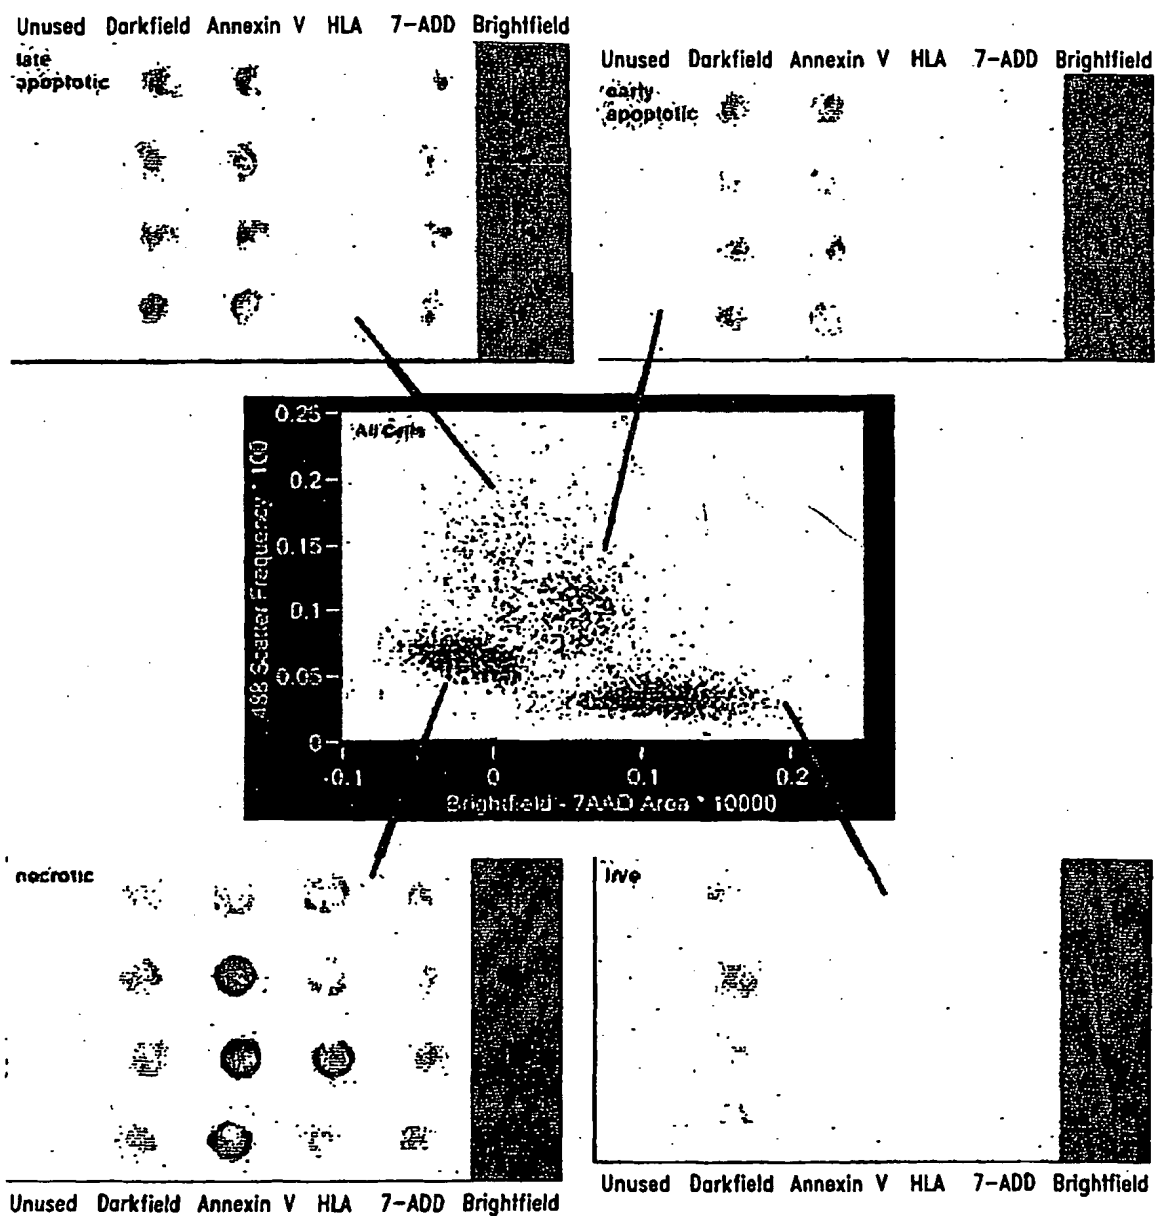 Unused Darkfield Annexin V HLA 7-ADD Brightfield
late
apoptotic
Unused Darkfield Annexin V HLA 7-ADD Brightfield
early
apoptotic
0.25
0.2
0.15
0.1
0.05
0
All Cells
488 Scatter Frequency * 100
-0.1 0 0.1 0.2
Brightfield - 7AAD Area * 10000
necrotic
live
Unused Darkfield Annexin V HLA 7-ADD Brightfield
Unused Darkfield Annexin V HLA 7-ADD Brightfield